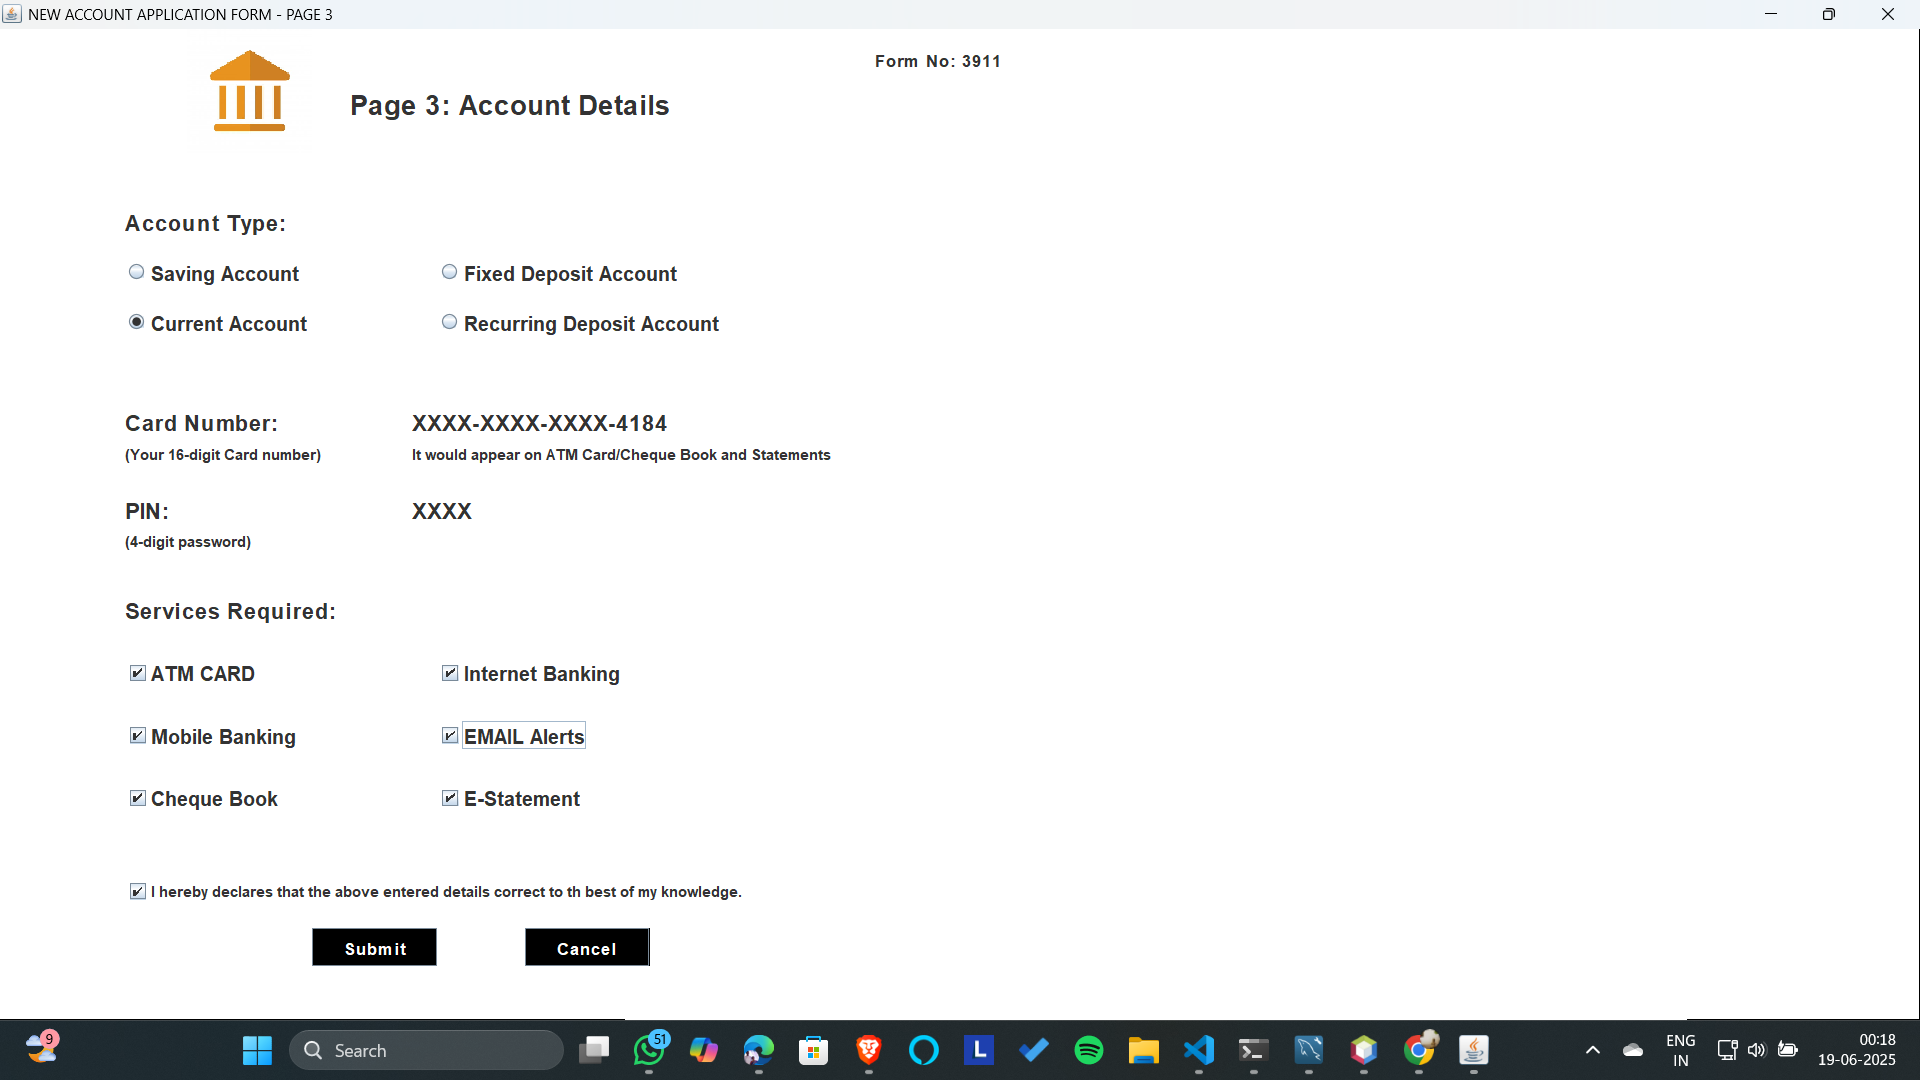 NEW ACCOUNT APPLICATION FORM - PAGE 3
Form No: 3911
Page 3: Account Details
Account Type:
Saving Account Fixed Deposit Account
Current Account Recurring Deposit Account
Card Number: XXXX-XXXX-XXXX-4184
(Your 16-digit Card number) It would appear on ATM Card/Cheque Book and Statements
PIN: XXXX
(4-digit password)
Services Required:
ATM CARD Internet Banking
Mobile Banking EMAIL Alerts
Cheque Book E-Statement
I hereby declares that the above entered details correct to th best of my knowledge.
Submit Cancel
9 Search 51 L ENG 00:18
IN 19-06-2025